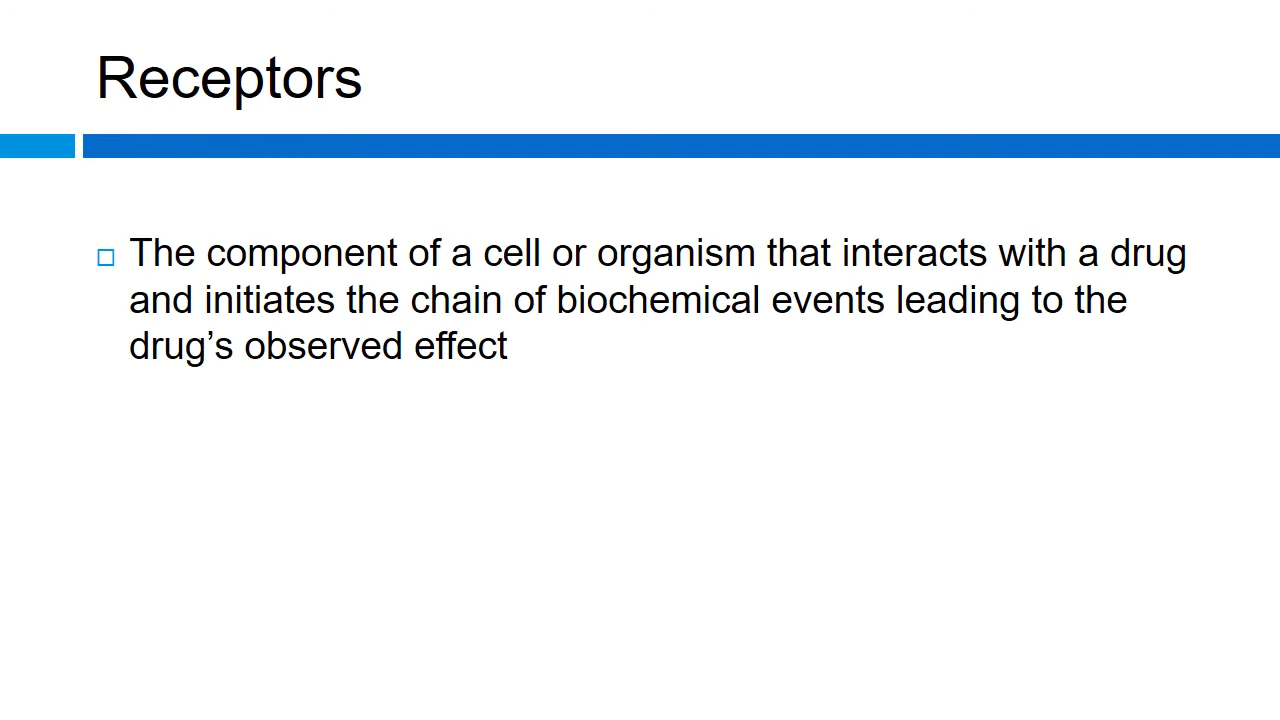 Receptors
The component of a cell or organism that interacts with a drug
and initiates the chain of biochemical events leading to the
drug’s observed effect